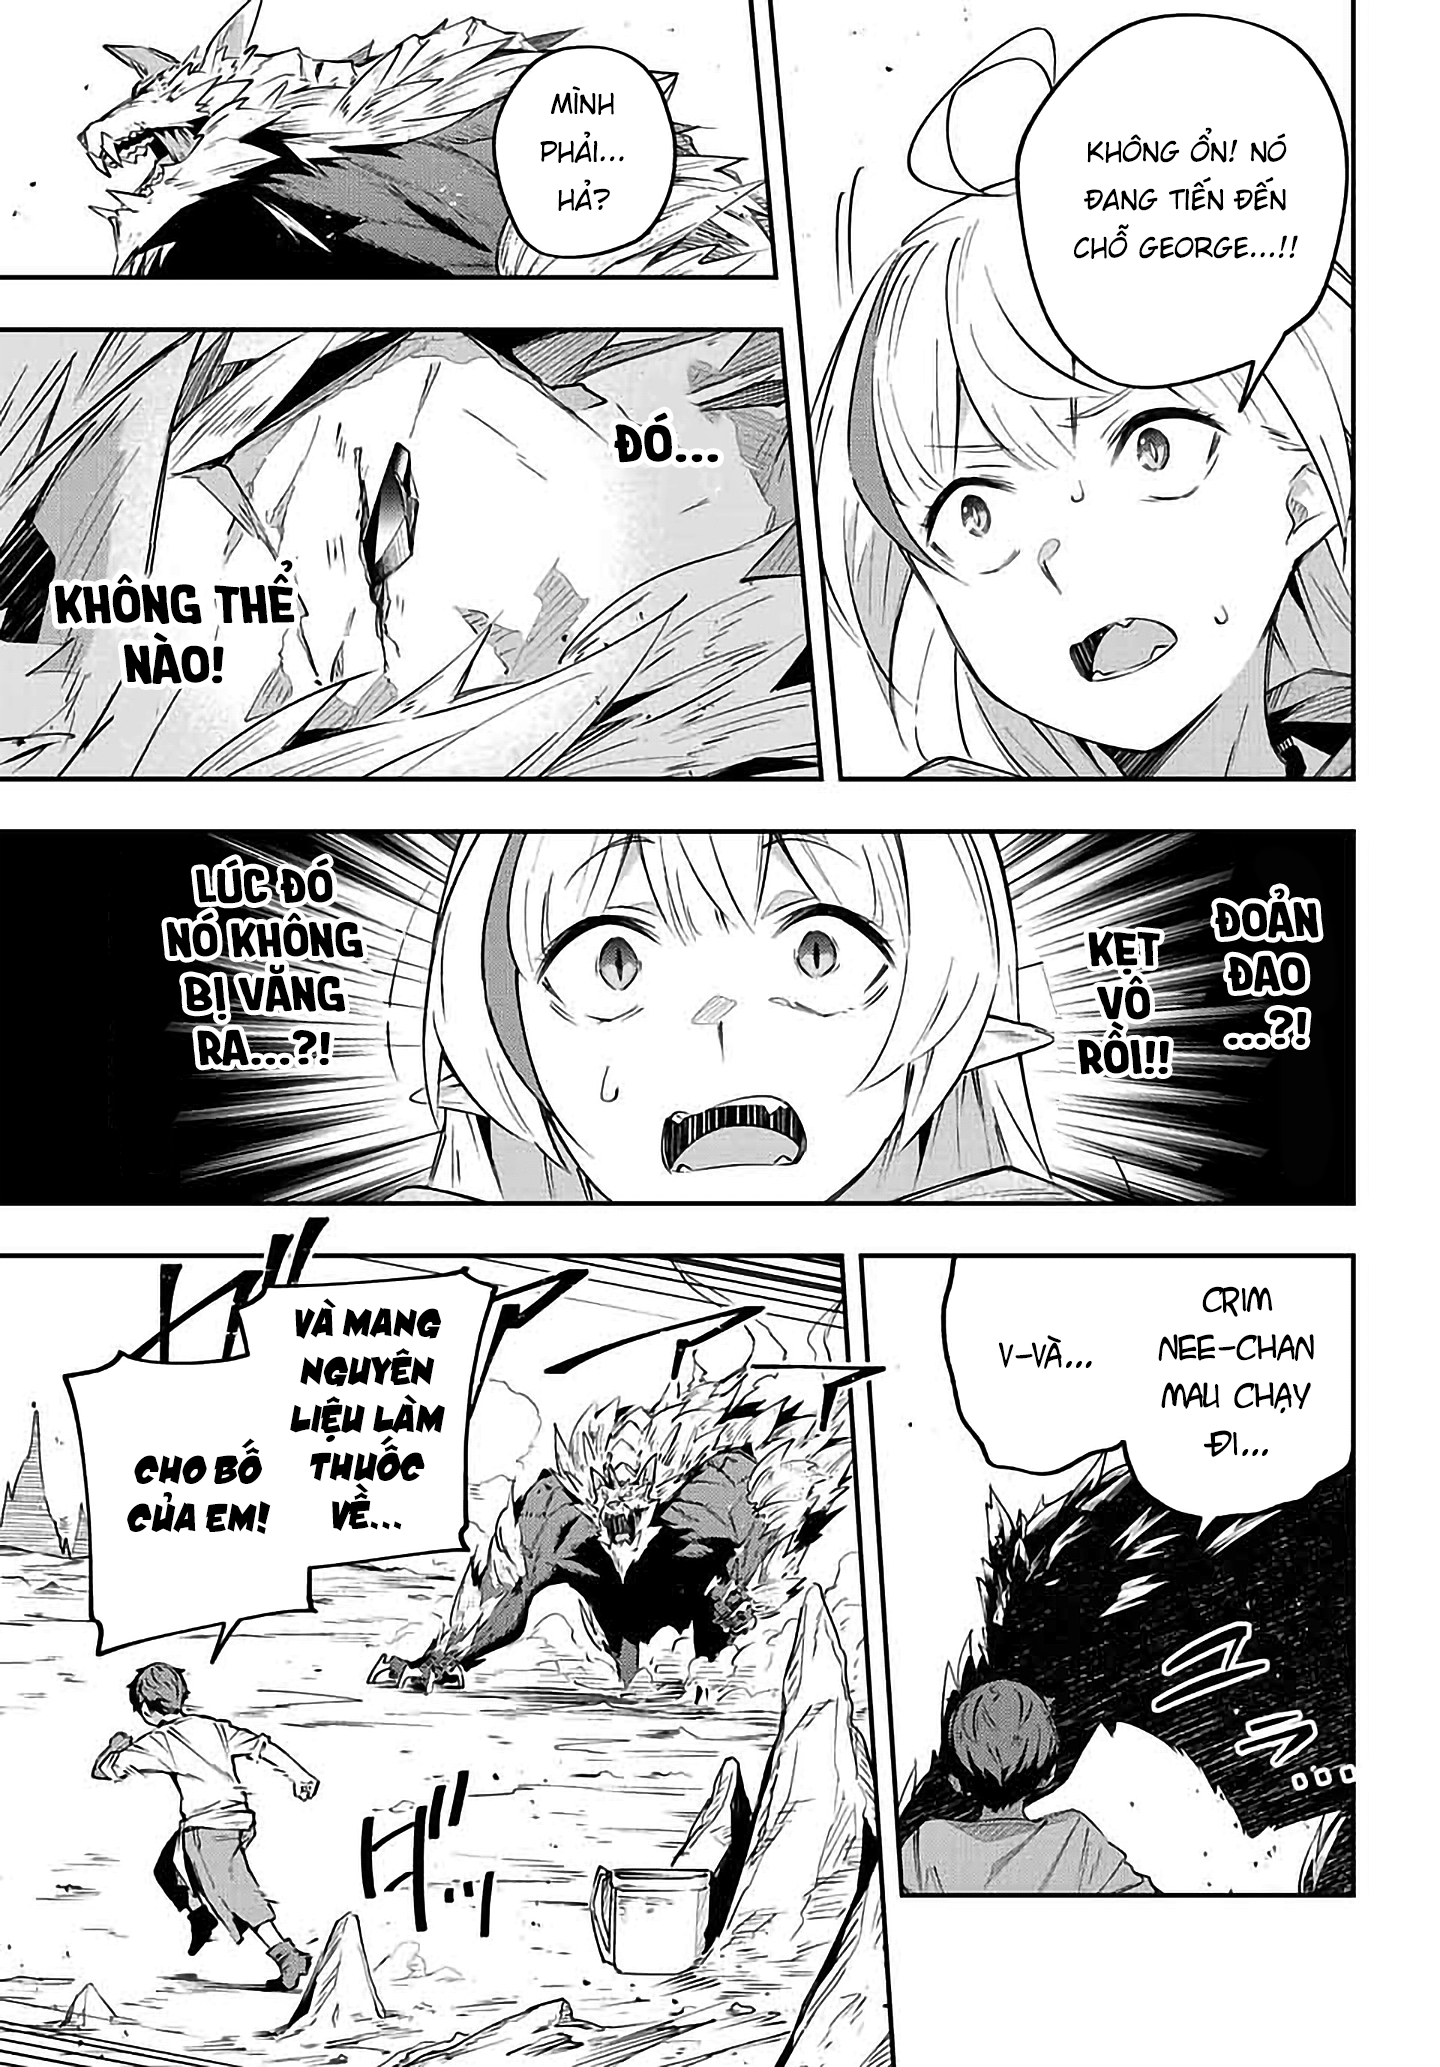 KHÔNG ỔN! NÓ
ĐANG TIẾN ĐẾN
CHỖ GEORGE...!!
MÌNH
PHẢI...
HẢ?
ĐÓ...
KHÔNG THỂ
NÀO!
ĐOẢN
ĐAO
...?!
KẸT
VÔ
RỒI!!
LÚC ĐÓ
NÓ KHÔNG
BỊ VĂNG
RA...?!
CRIM
NEE-CHAN
MAU CHẠY
ĐI...
V-VÀ...
VÀ MANG
NGUYÊN
LIỆU LÀM
THUỐC
VỀ...
CHO BỐ
CỦA EM!